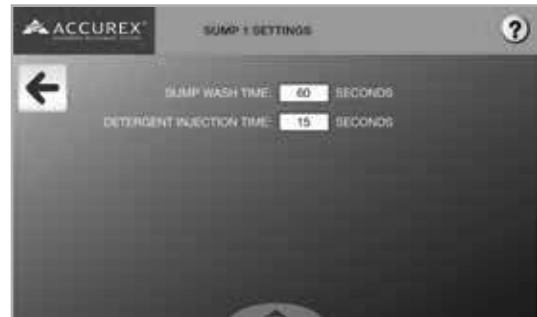 ACCUREX
SUMP 1 SETTINGS
?
SUMP WASH TIME: 60 SECONDS
DETERGENT INJECTION TIME: 15 SECONDS